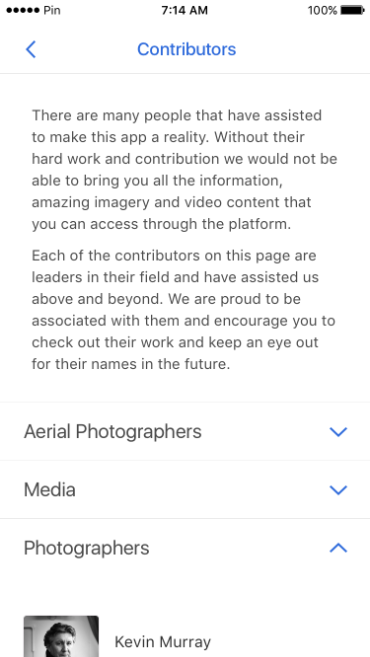 Pin 7:14 AM 100%
Contributors
There are many people that have assisted
to make this app a reality. Without their
hard work and contribution we would not be
able to bring you all the information,
amazing imagery and video content that
you can access through the platform.
Each of the contributors on this page are
leaders in their field and have assisted us
above and beyond. We are proud to be
associated with them and encourage you to
check out their work and keep an eye out
for their names in the future.
Aerial Photographers
Media
Photographers
Kevin Murray